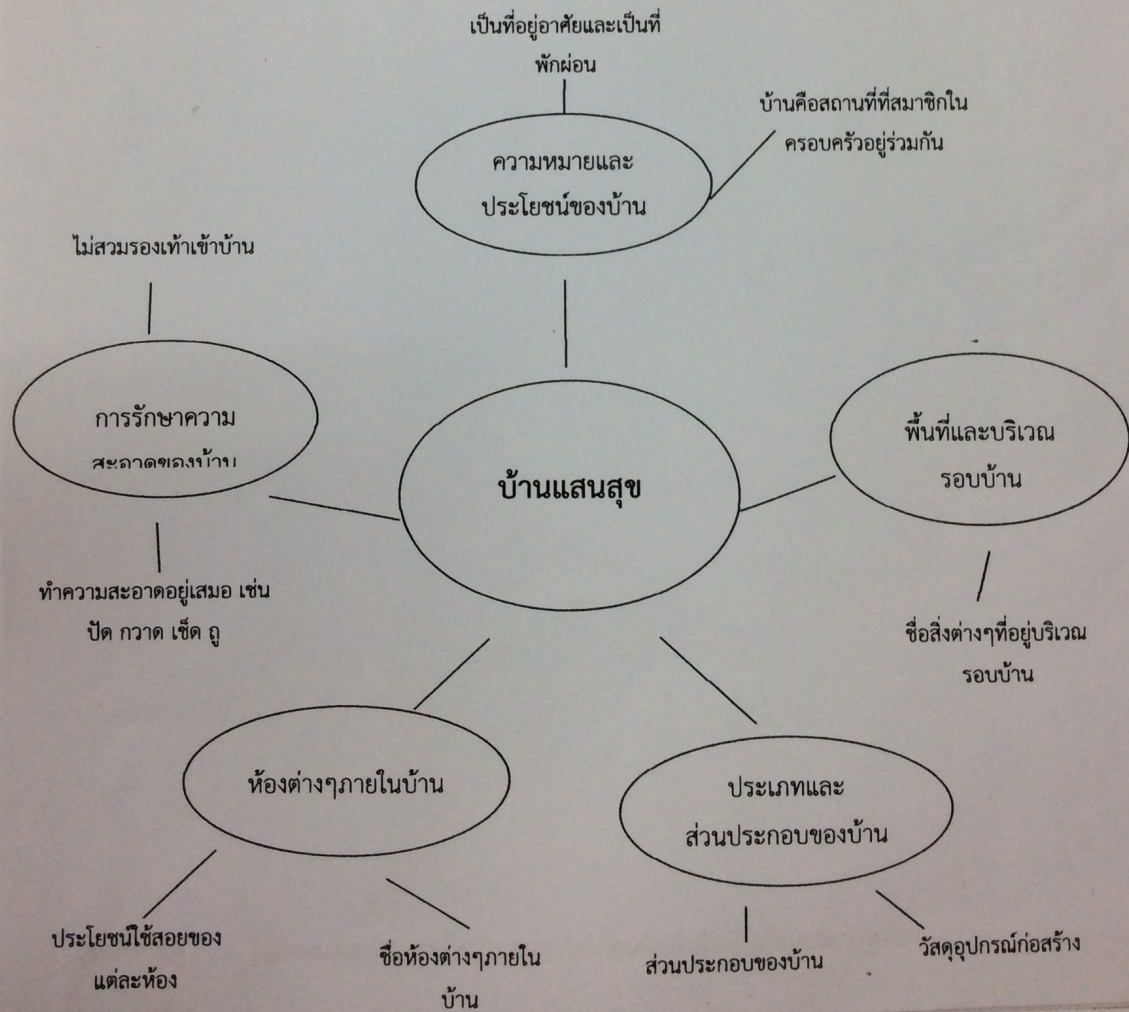 เป็นที่อยู่อาศัยและเป็นที่
พักผ่อน
บ้านคือสถานที่ที่สมาชิกใน
ครอบครัวอยู่ร่วมกัน
ความหมายและ
ประโยชน์ของบ้าน
ไม่สวมรองเท้าเข้าบ้าน
การรักษาความ
สะอาดของบ้าน
พื้นที่และบริเวณ
รอบบ้าน
บ้านแสนสุข
ทำความสะอาดอยู่เสมอ เช่น
ปัด กวาด เช็ด ถู
ชื่อสิ่งต่างๆที่อยู่บริเวณ
รอบบ้าน
ห้องต่างๆภายในบ้าน
ประเภทและ
ส่วนประกอบของบ้าน
ประโยชน์ใช้สอยของ
แต่ละห้อง
ชื่อห้องต่างๆภายใน
บ้าน
ส่วนประกอบของบ้าน
วัสดุอุปกรณ์ก่อสร้าง